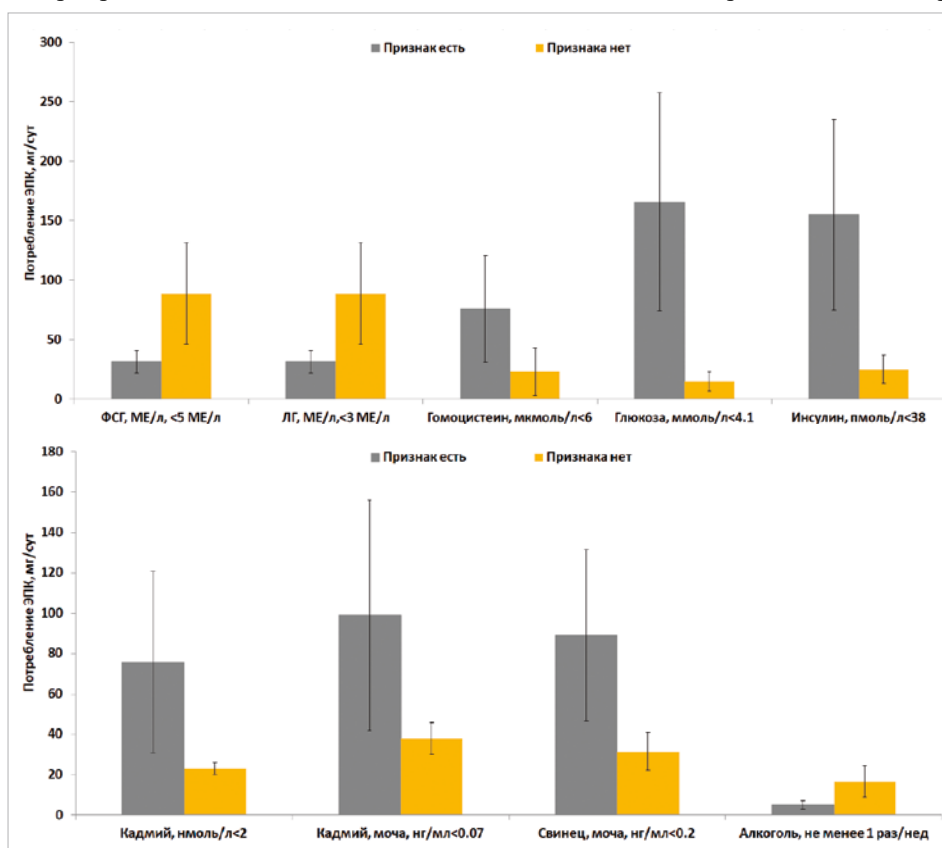 300
Признак есть
Признака нет
250
200
150
100
50
0
Потребление ЭПК, мг/сут
ФСГ, МЕ/л, <5 МЕ/л
ЛГ, МЕ/л,<3 МЕ/л
Гомоцистеин, мкмоль/л<6
Глюкоза, ммоль/л<4.1
Инсулин, пмоль/л<38
180
Признак есть
Признака нет
160
140
120
100
80
60
40
20
0
Потребление ЭПК, мг/сут
Кадмий, нмоль/л<2
Кадмий, моча, нг/мл<0.07
Свинец, моча, нг/мл<0.2
Алкоголь, не менее 1 раз/нед